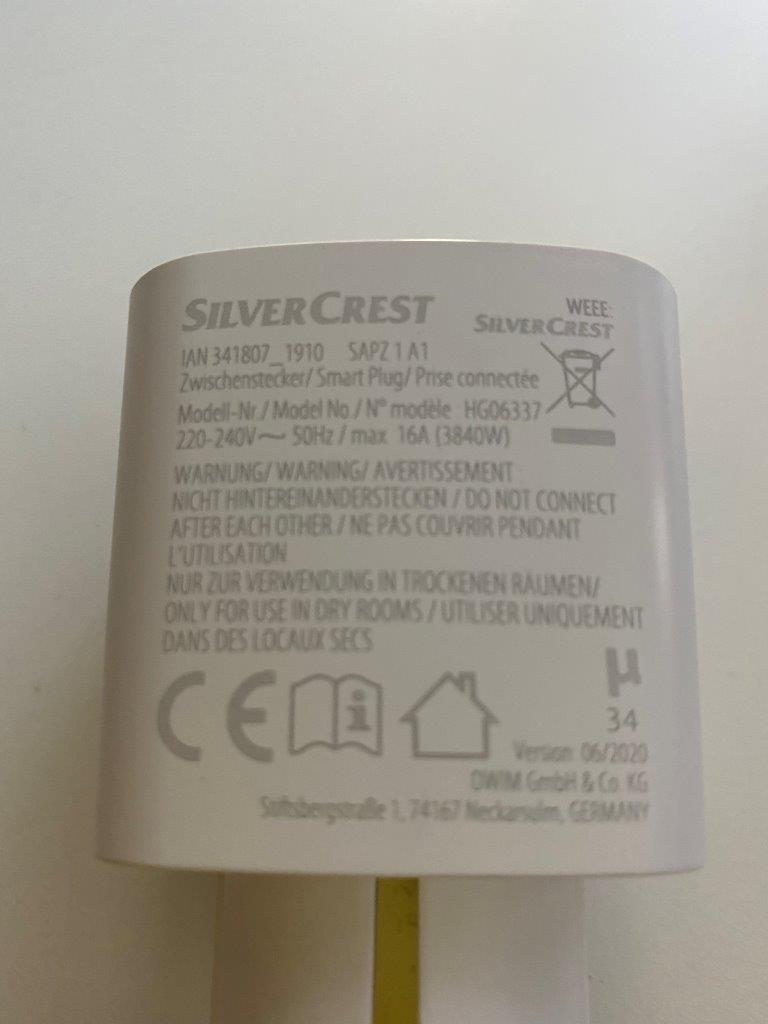 SILVERCREST
WEEE:
SILVERCREST
IAN 341807_1910 SAPZ 1 A1
Zwischenstecker/ Smart Plug/ Prise connectée
Modell-Nr./ Model No./ N° modèle HG06337
220-240V~ 50Hz / max. 16A (3840W)
WARNUNG/ WARNING/ AVERTISSEMENT
NICHT HINTEREINANDERSTECKEN / DO NOT CONNECT
AFTER EACH OTHER / NE PAS COUVRIR PENDANT
L'UTILISATION
NUR ZUR VERWENDUNG IN TROCKENEN RÄUMEN/
ONLY FOR USE IN DRY ROOMS / UTILISER UNIQUEMENT
DANS DES LOCAUX SECS
CE
µ
34
Version: 06/2020
OWIM GmbH & Co. KG
Stiftsbergstraße 1, 74167 Neckarsulm, GERMANY